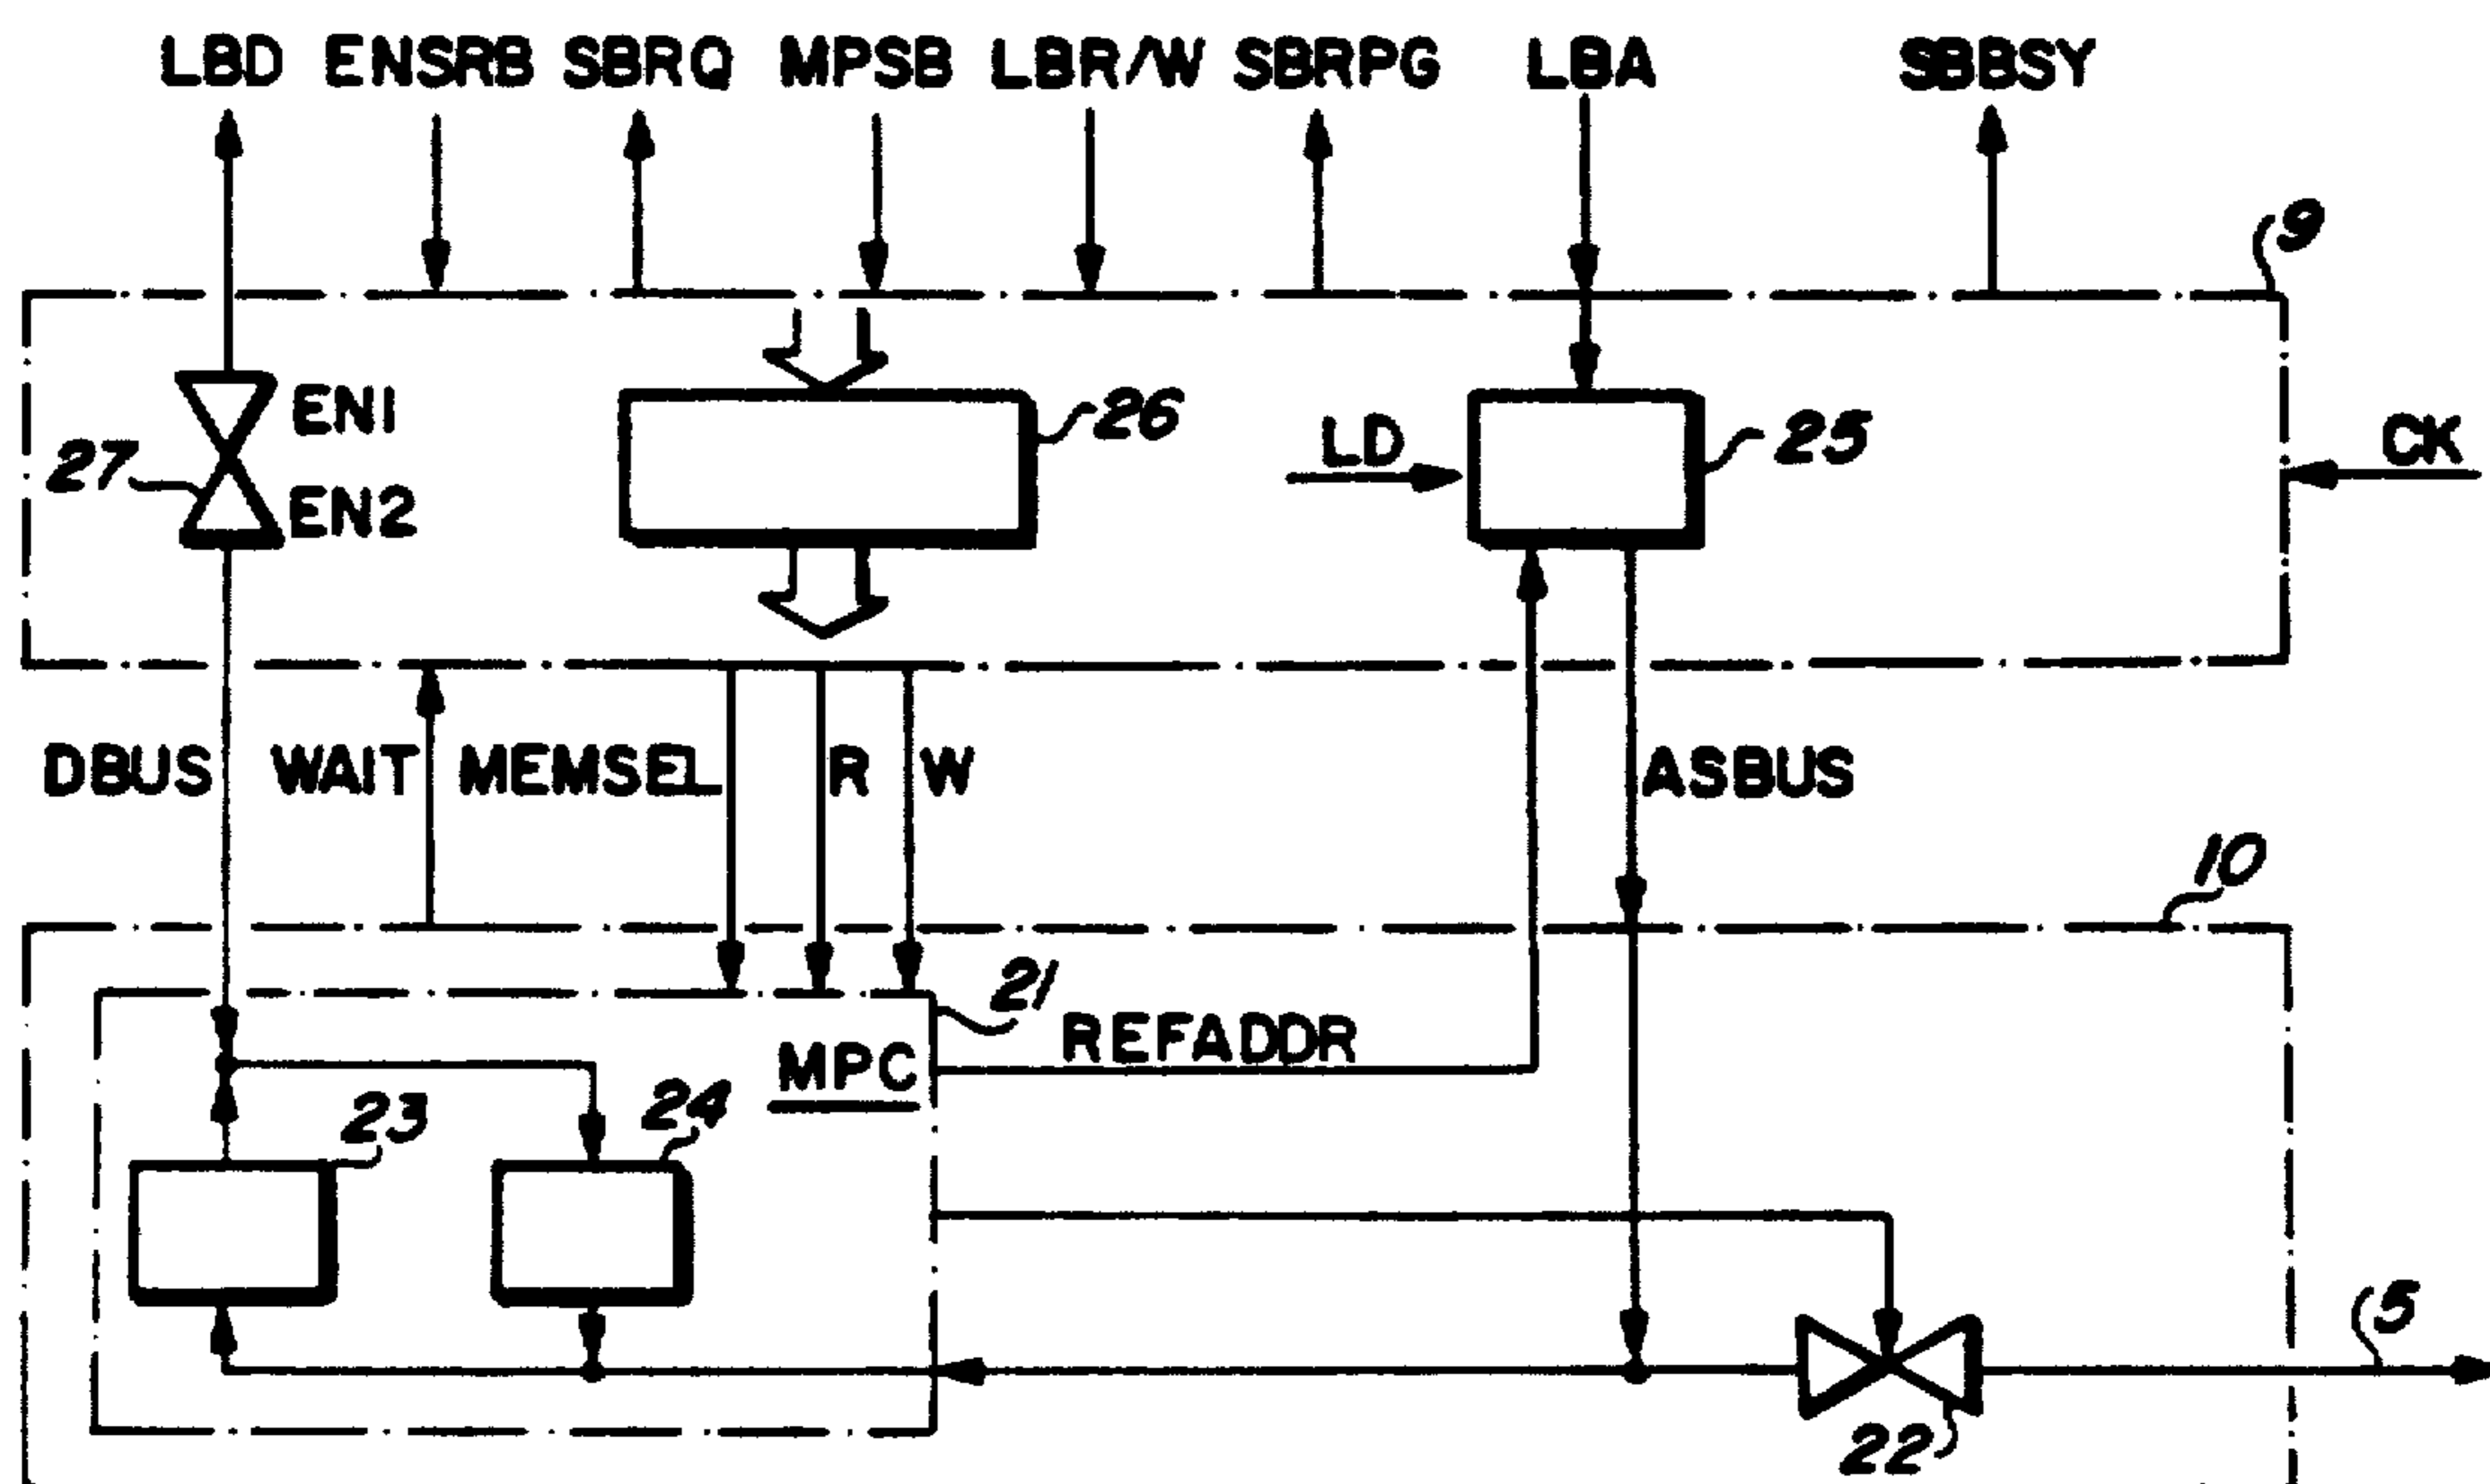 LBD ENSRB SBRQ MPSB LBR/W SBRPG LBA SBBSY
9
EN1
26
LD
25
CK
27
EN2
DBUS WAIT MEMSEL R W ASBUS
10
21
REFADDR
MPC
23
24
5
22